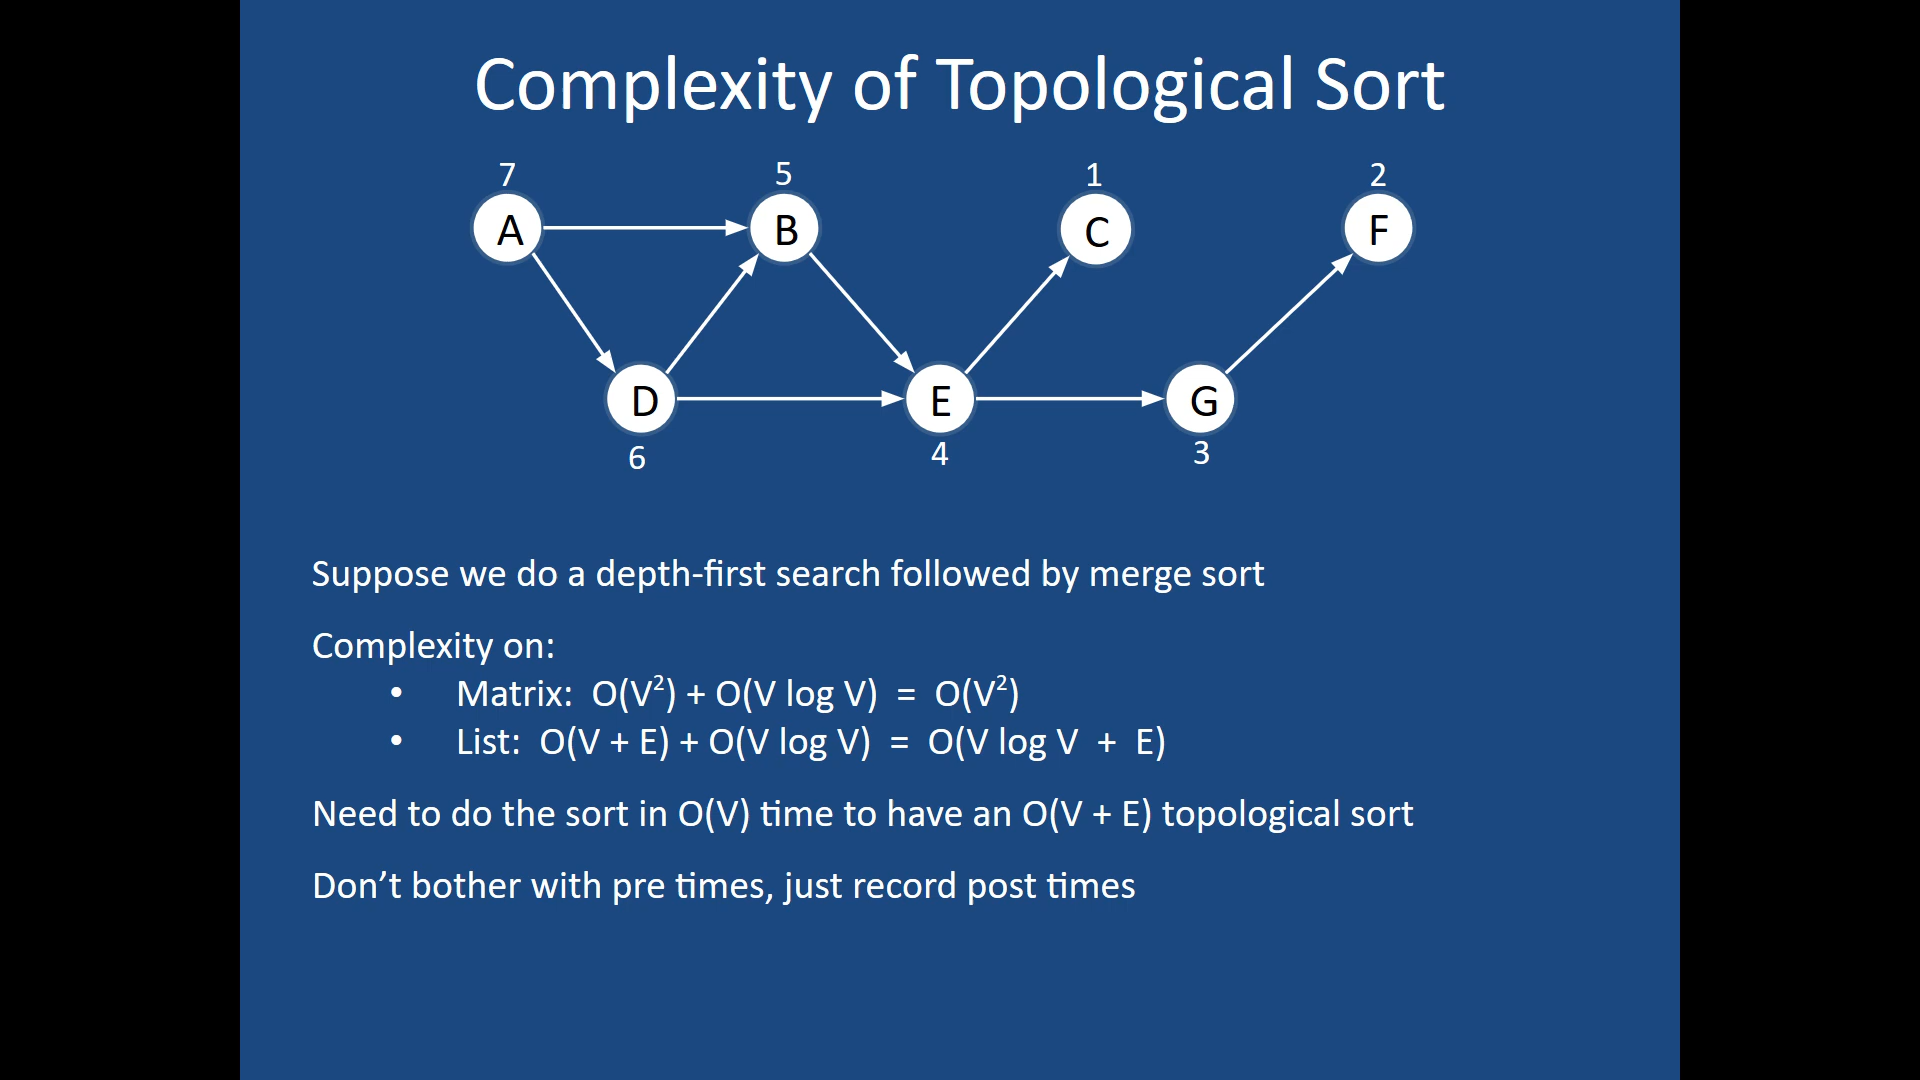 Complexity of Topological Sort
7 5 1 2
A B C F
D E G
6 4 3
Suppose we do a depth-first search followed by merge sort
Complexity on:
• Matrix: O(V²) + O(V log V) = O(V²)
• List: O(V + E) + O(V log V) = O(V log V + E)
Need to do the sort in O(V) time to have an O(V + E) topological sort
Don’t bother with pre times, just record post times